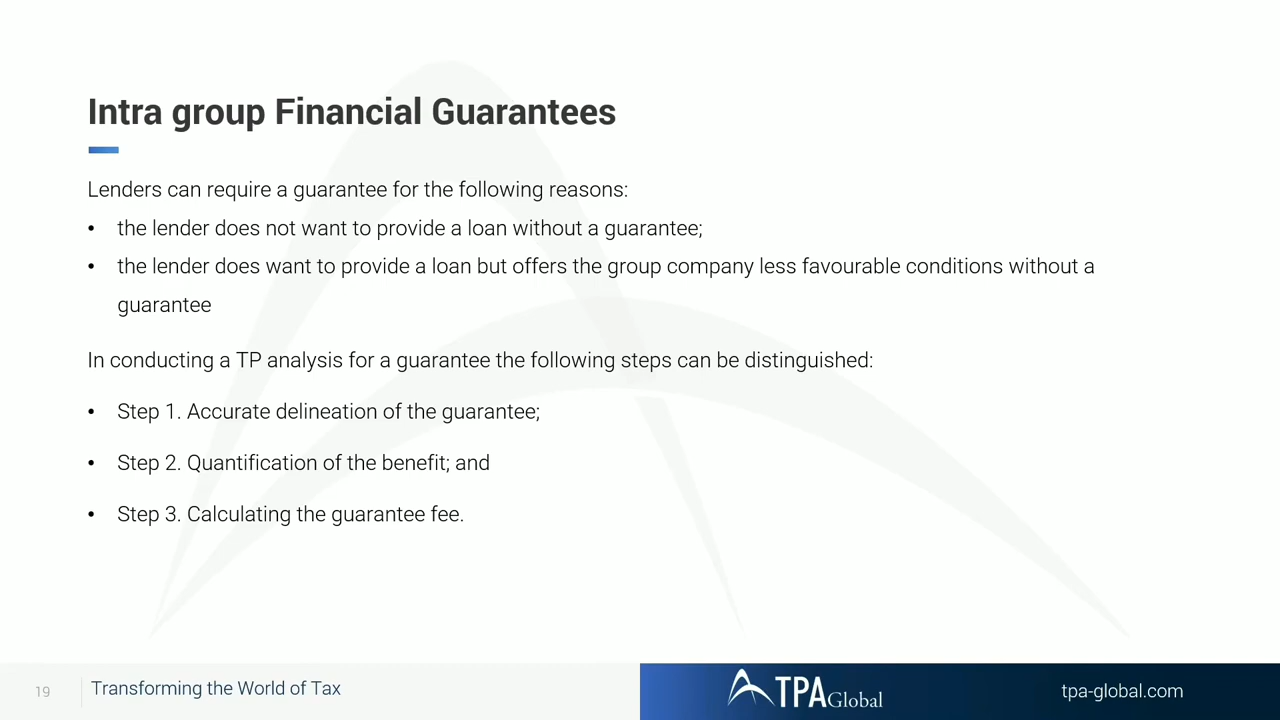 Intra group Financial Guarantees
Lenders can require a guarantee for the following reasons:
• the lender does not want to provide a loan without a guarantee;
• the lender does want to provide a loan but offers the group company less favourable conditions without a
guarantee
In conducting a TP analysis for a guarantee the following steps can be distinguished:
• Step 1. Accurate delineation of the guarantee;
• Step 2. Quantification of the benefit; and
• Step 3. Calculating the guarantee fee.
19 Transforming the World of Tax
TPA Global
tpa-global.com